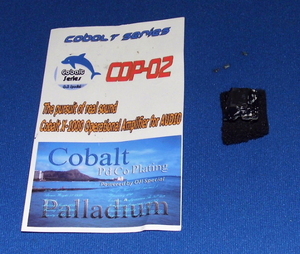 COBALT SERIES
Cobalt
Series
COP-02
The pursuit of real sound
Cobalt Operational Amplifier for AUDIO
Cobalt
Pd Co Plating
Palladium